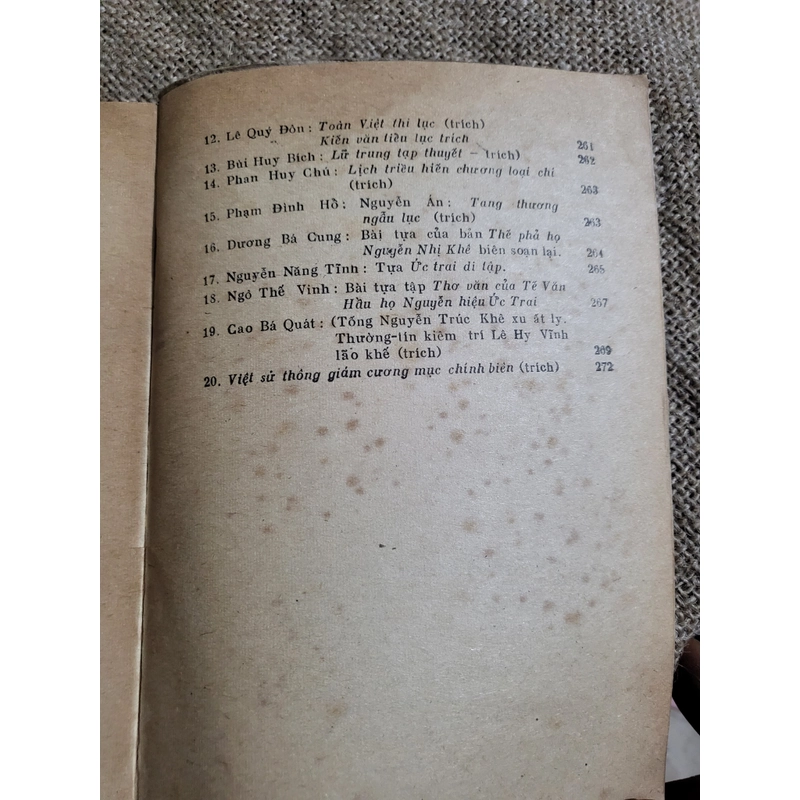 12. Lê Quý Đôn: Toàn Việt thi lục (trích)
Kiến văn tiểu lục trích 261
13. Bùi Huy Bích: Lữ trung tạp thuyết – (trích) 262
14. Phan Huy Chú: Lịch triều hiến chương loại chí
(trích) 263
15. Phạm Đình Hồ; Nguyễn Án: Tang thương
ngẫu lục (trích) 263
16. Dương Bá Cung: Bài tựa của bản Thế phả họ
Nguyễn Nhị Khê biên soạn lại. 264
17. Nguyễn Năng Tĩnh: Tựa Ức trai di tập. 265
18. Ngô Thế Vinh: Bài tựa tập Thơ văn của Tế Văn
Hầu họ Nguyễn hiệu Ức Trai 267
19. Cao Bá Quát: (Tống Nguyễn Trúc Khê xu ất lỵ.
Thường-tín kiêm trí Lê Hy Vĩnh
lão khế (trích) 269
20. Việt sử thông giám cương mục chính biên (trích) 272